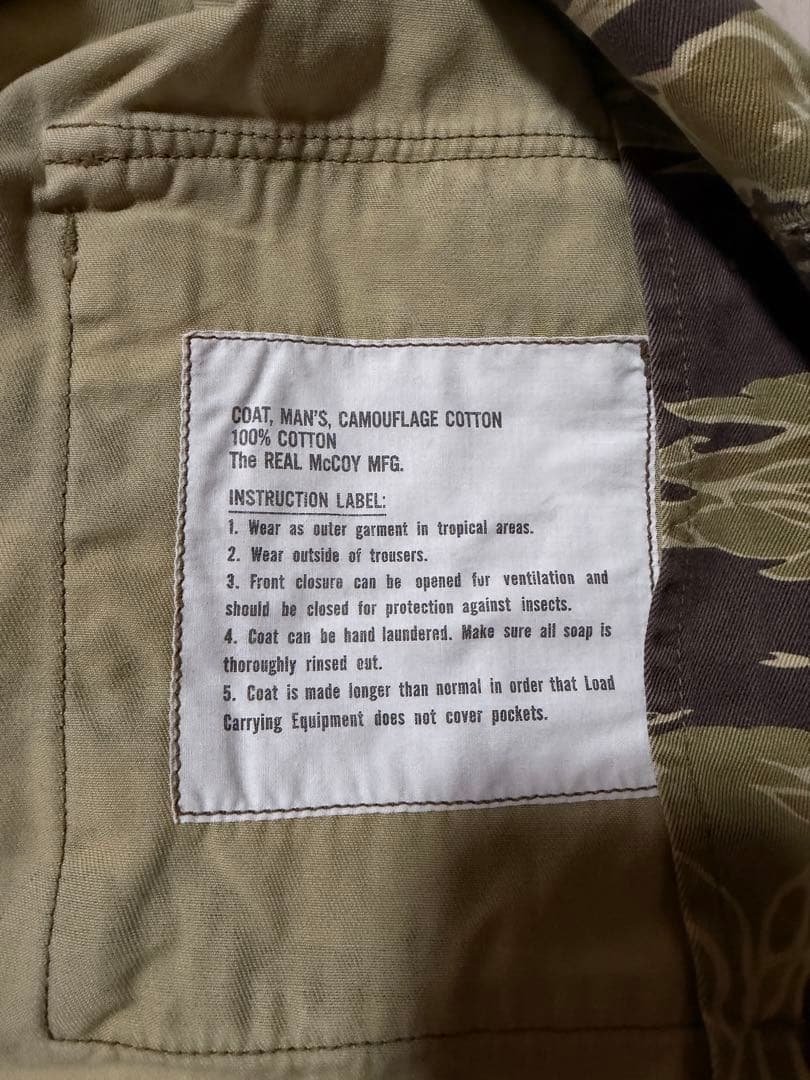 COAT, MAN'S, CAMOUFLAGE COTTON
100% COTTON
The REAL McCOY MFG.
INSTRUCTION LABEL:
1. Wear as outer garment in tropical areas.
2. Wear outside of trousers.
3. Front closure can be opened for ventilation and
should be closed for protection against insects.
4. Coat can be hand laundered. Make sure all soap is
thoroughly rinsed out.
5. Coat is made longer than normal in order that Load
Carrying Equipment does not cover pockets.